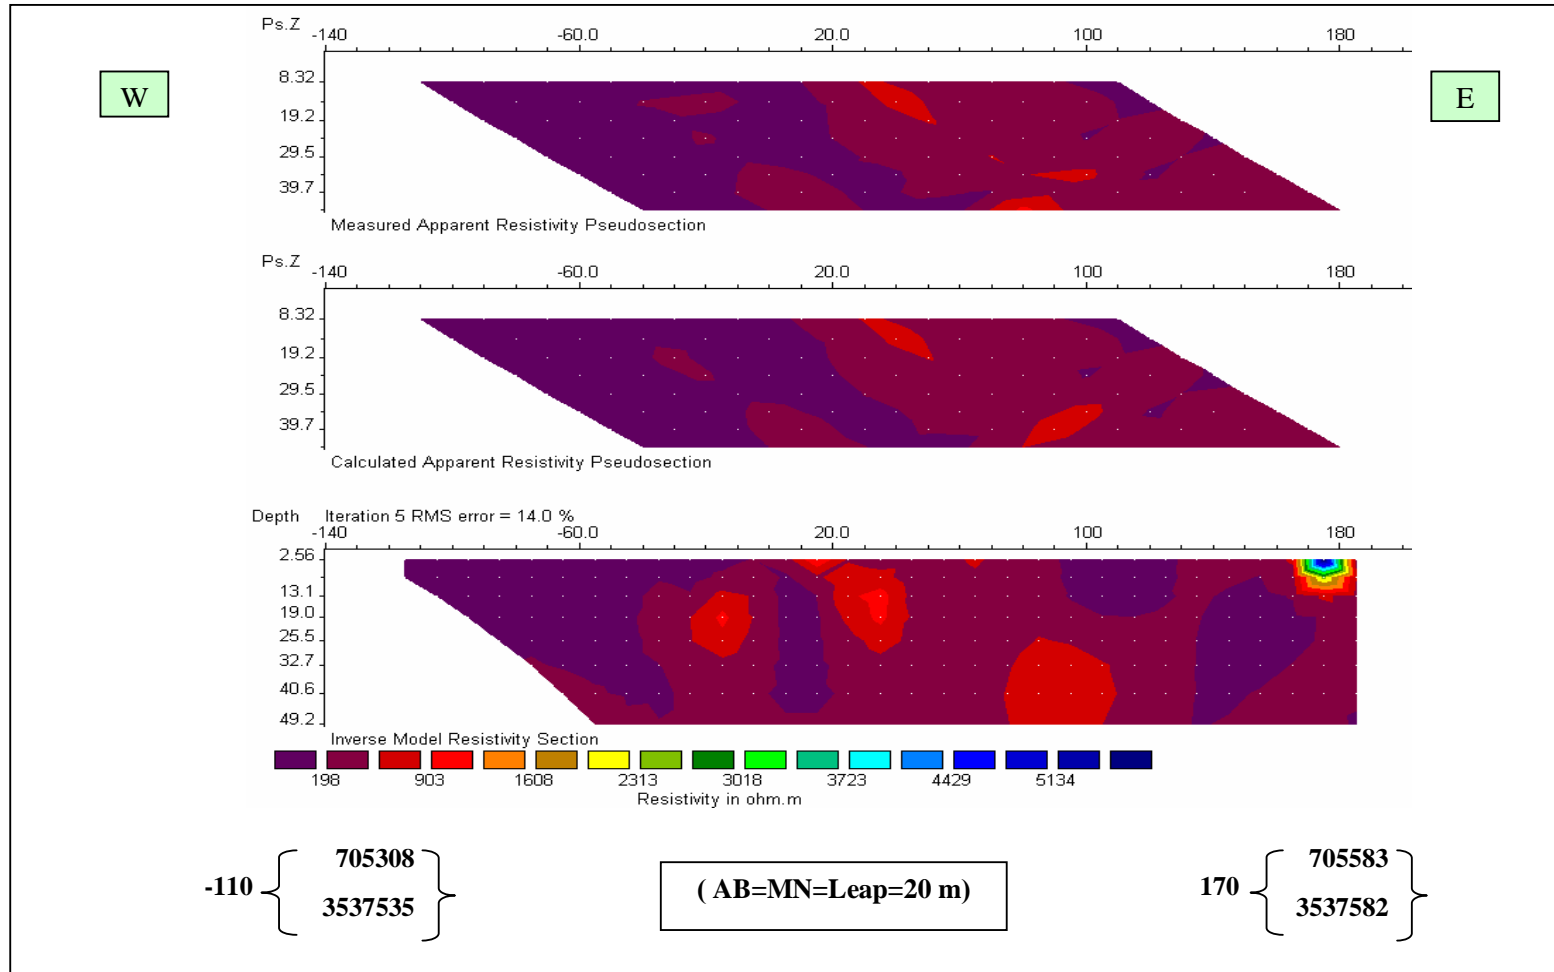 Ps.Z
-140 -60.0 20.0 100 180
W
E
8.32
19.2
29.5
39.7
Measured Apparent Resistivity Pseudosection
Ps.Z
-140 -60.0 20.0 100 180
8.32
19.2
29.5
39.7
Calculated Apparent Resistivity Pseudosection
Depth Iteration 5 RMS error = 14.0 %
-140 -60.0 20.0 100 180
2.56
13.1
19.0
25.5
32.7
40.6
49.2
Inverse Model Resistivity Section
198 903 1608 2313 3018 3723 4429 5134
Resistivity in ohm.m
-110
705308
3537535
( AB=MN=Leap=20 m)
170
705583
3537582